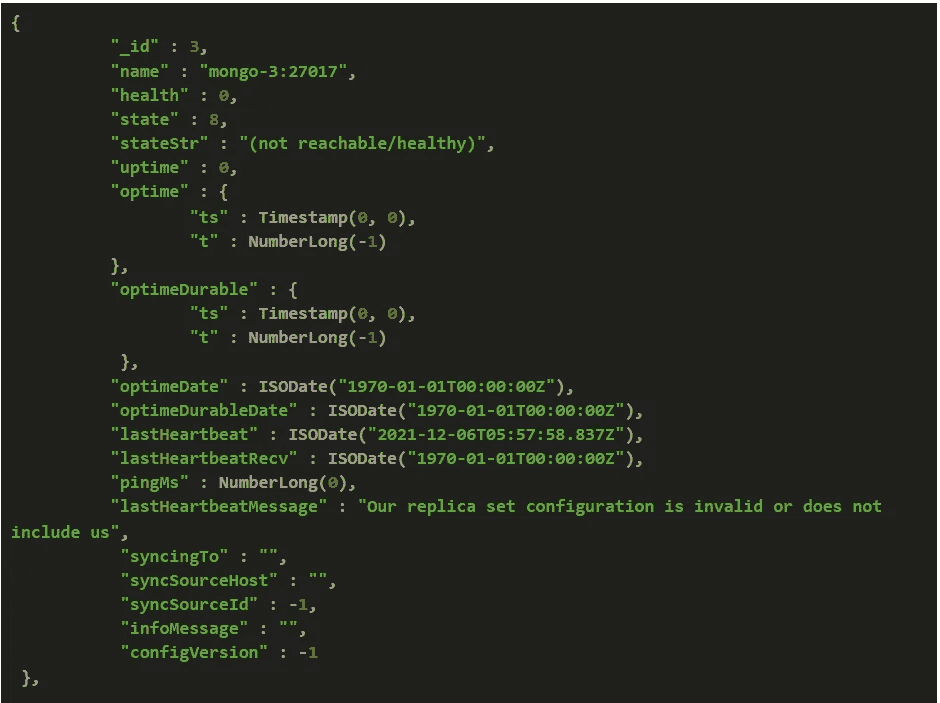 {
"_id" : 3,
"name" : "mongo-3:27017",
"health" : 0,
"state" : 8,
"stateStr" : "(not reachable/healthy)",
"uptime" : 0,
"optime" : {
"ts" : Timestamp(0, 0),
"t" : NumberLong(-1)
},
"optimeDurable" : {
"ts" : Timestamp(0, 0),
"t" : NumberLong(-1)
},
"optimeDate" : ISODate("1970-01-01T00:00:00Z"),
"optimeDurableDate" : ISODate("1970-01-01T00:00:00Z"),
"lastHeartbeat" : ISODate("2021-12-06T05:57:58.837Z"),
"lastHeartbeatRecv" : ISODate("1970-01-01T00:00:00Z"),
"pingMs" : NumberLong(0),
"lastHeartbeatMessage" : "Our replica set configuration is invalid or does not
include us",
"syncingTo" : "",
"syncSourceHost" : "",
"syncSourceId" : -1,
"infoMessage" : "",
"configVersion" : -1
},